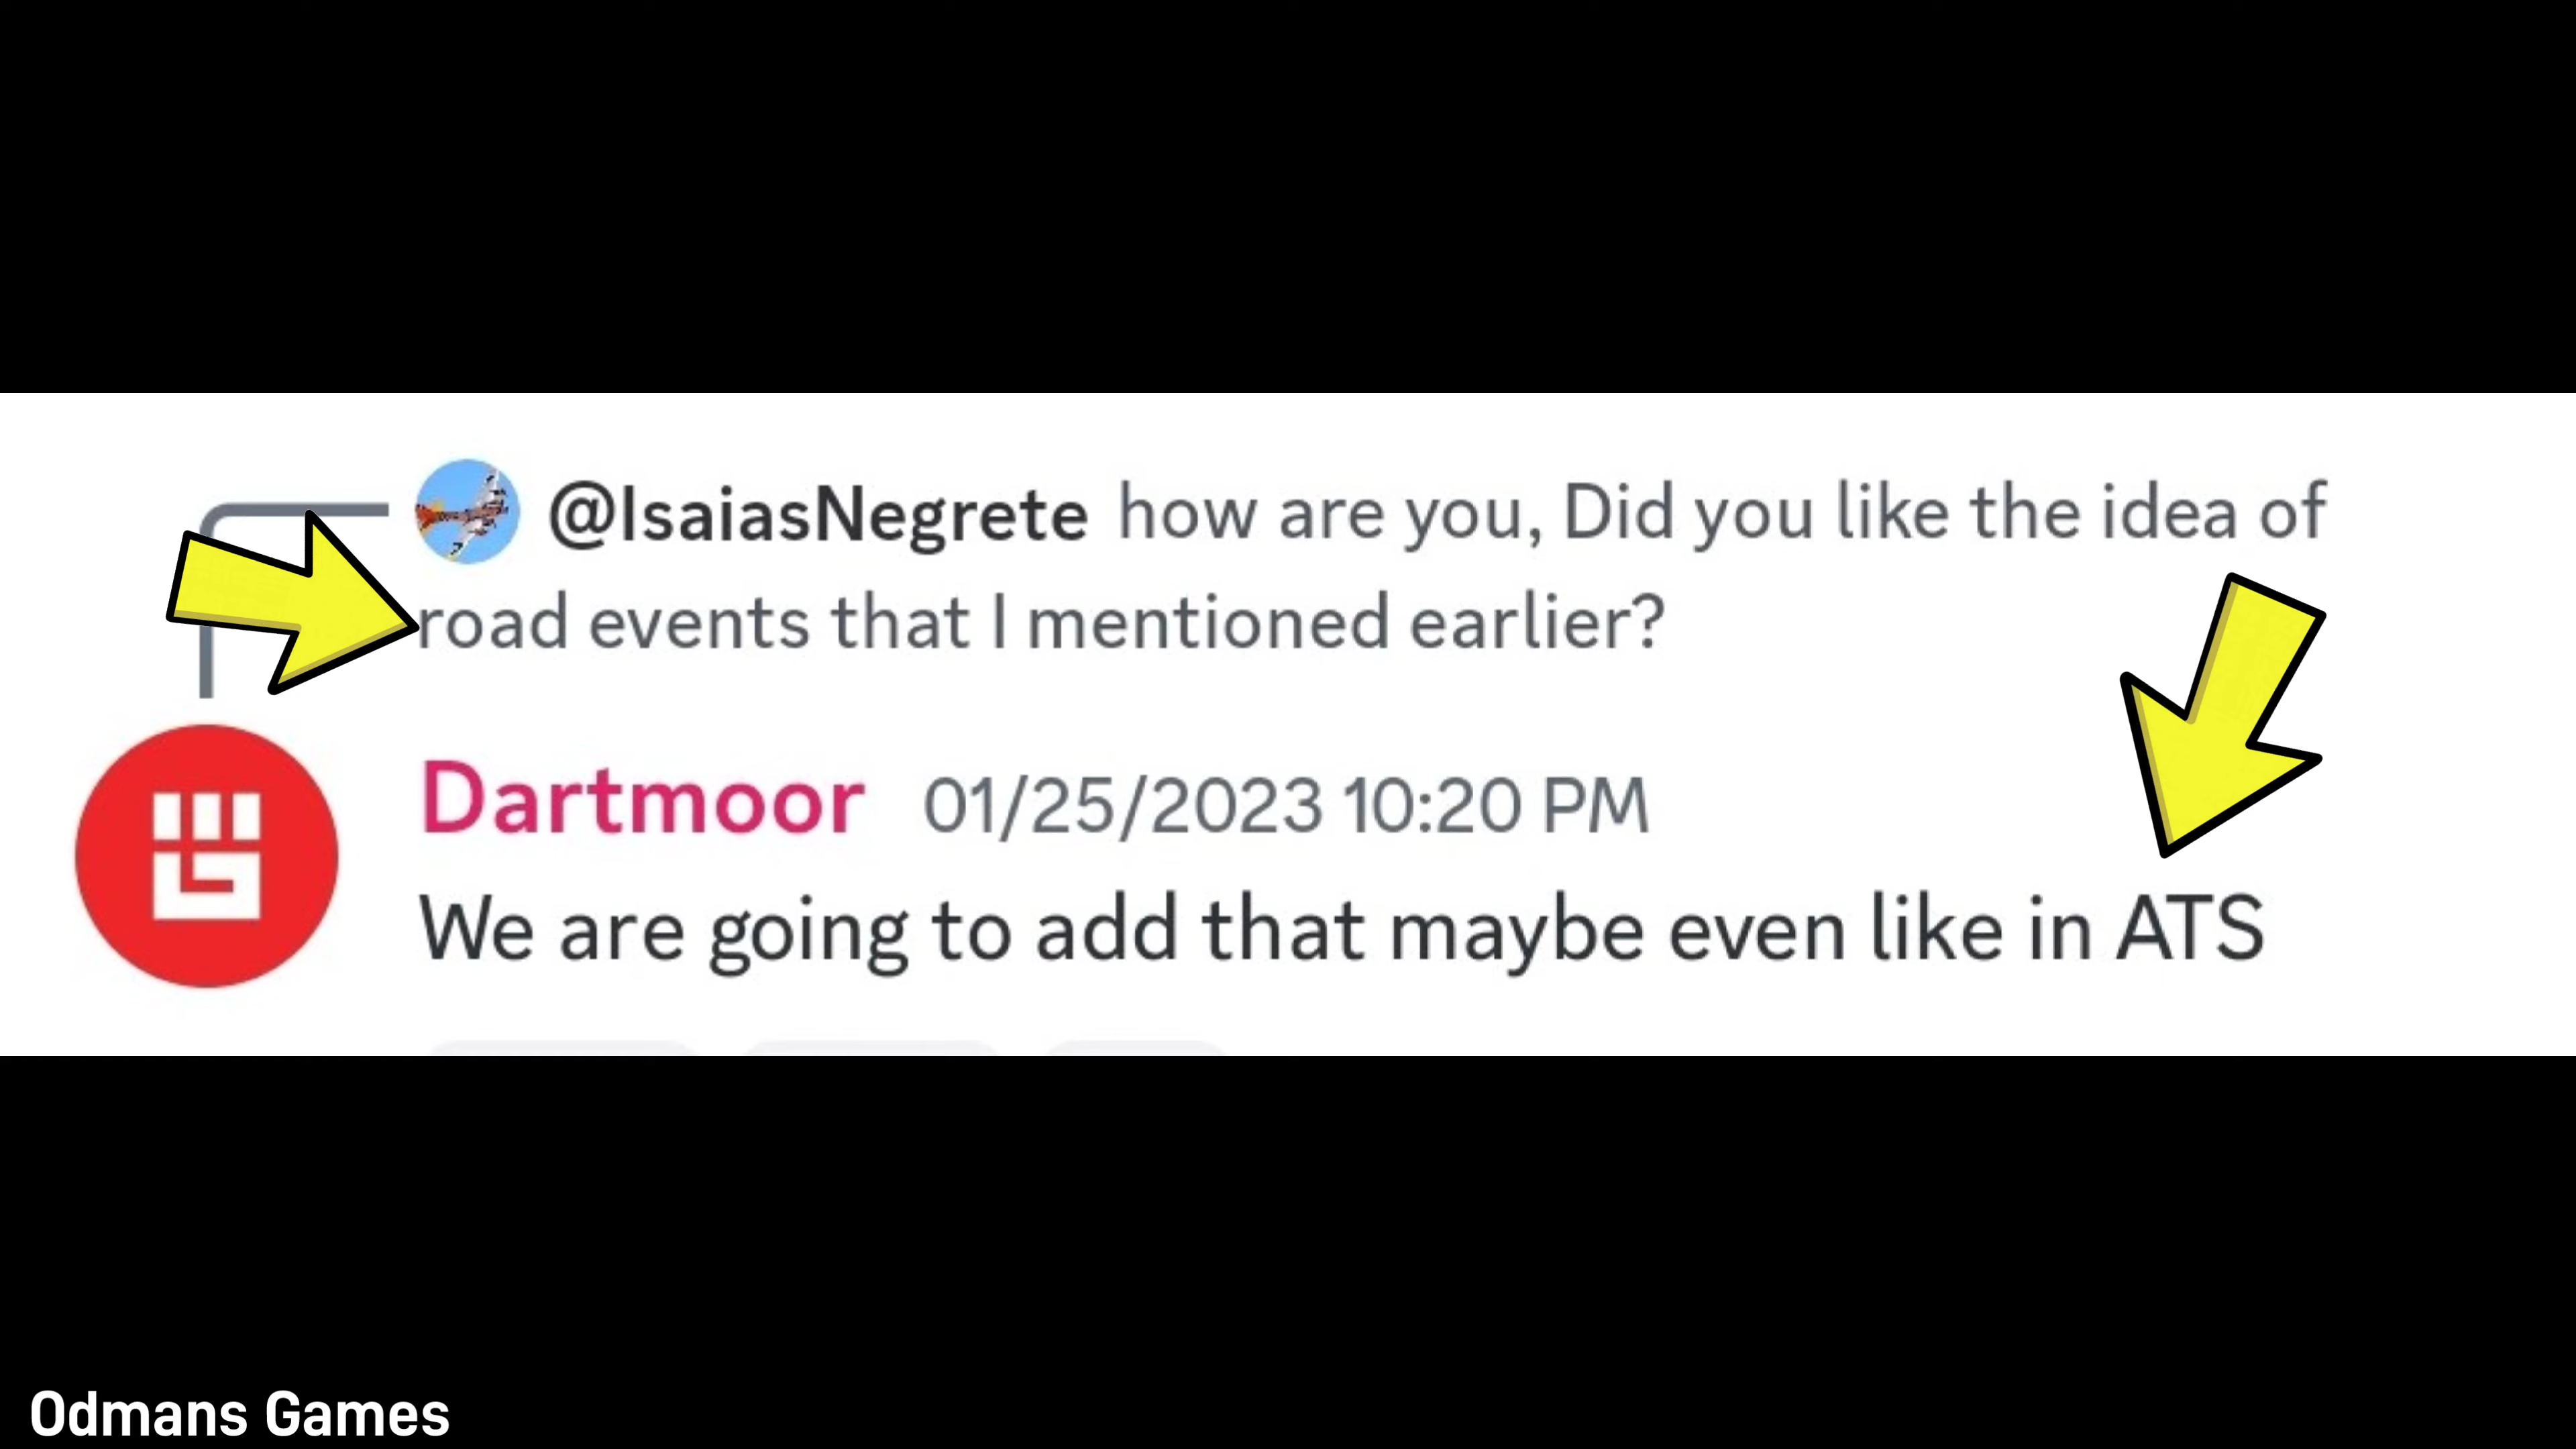 @IsaiasNegrete how are you, Did you like the idea of
road events that I mentioned earlier?
Dartmoor 01/25/2023 10:20 PM
We are going to add that maybe even like in ATS
Odmans Games